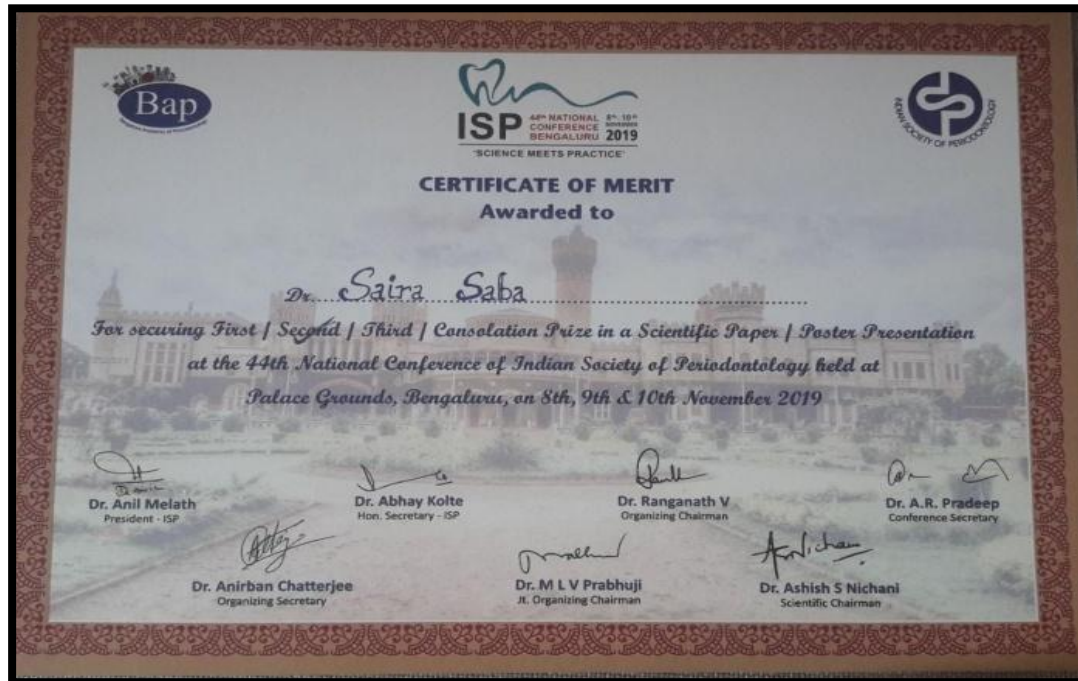 Bap
ISP 44th NATIONAL CONFERENCE BENGALURU 8th-10th NOVEMBER 2019
"SCIENCE MEETS PRACTICE"
INDIAN SOCIETY OF PERIODONTOLOGY
CERTIFICATE OF MERIT
Awarded to
Dr. Saira Saba
For securing First / Second / Third / Consolation Prize in a Scientific Paper / Poster Presentation
at the 44th National Conference of Indian Society of Periodontology held at
Palace Grounds, Bengaluru, on 8th, 9th & 10th November 2019
Dr. Anil Melath
President - ISP
Dr. Abhay Kolte
Hon. Secretary - ISP
Dr. Ranganath V
Organizing Chairman
Dr. A.R. Pradeep
Conference Secretary
Dr. Anirban Chatterjee
Organizing Secretary
Dr. M L V Prabhuji
Jt. Organizing Chairman
Dr. Ashish S Nichani
Scientific Chairman